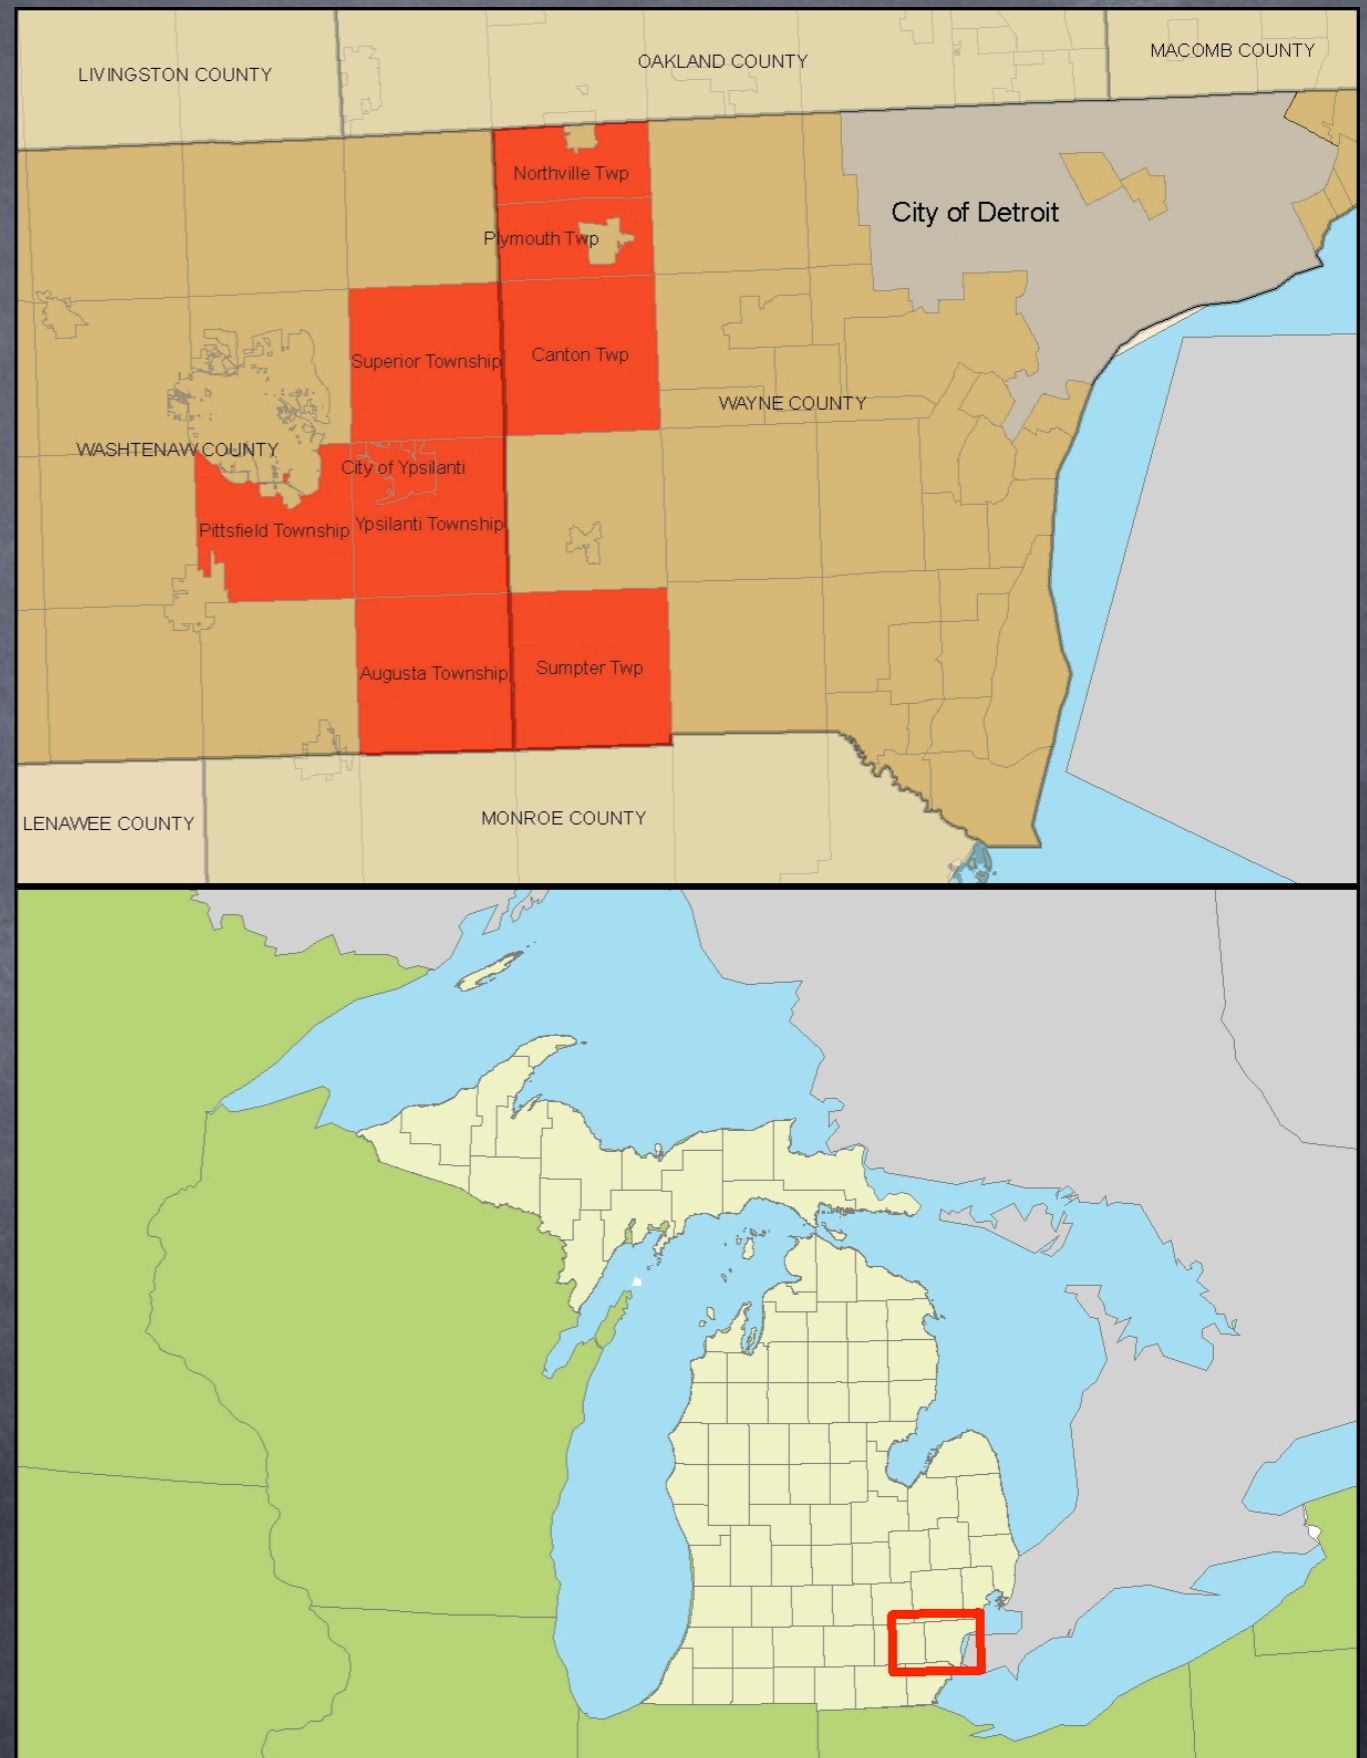 LIVINGSTON COUNTY
OAKLAND COUNTY
MACOMB COUNTY
Northville Twp
City of Detroit
Plymouth Twp
Superior Township
Canton Twp
WAYNE COUNTY
WASHTENAW COUNTY
City of Ypsilanti
Pittsfield Township
Ypsilanti Township
Augusta Township
Sumpter Twp
LENAWEE COUNTY
MONROE COUNTY